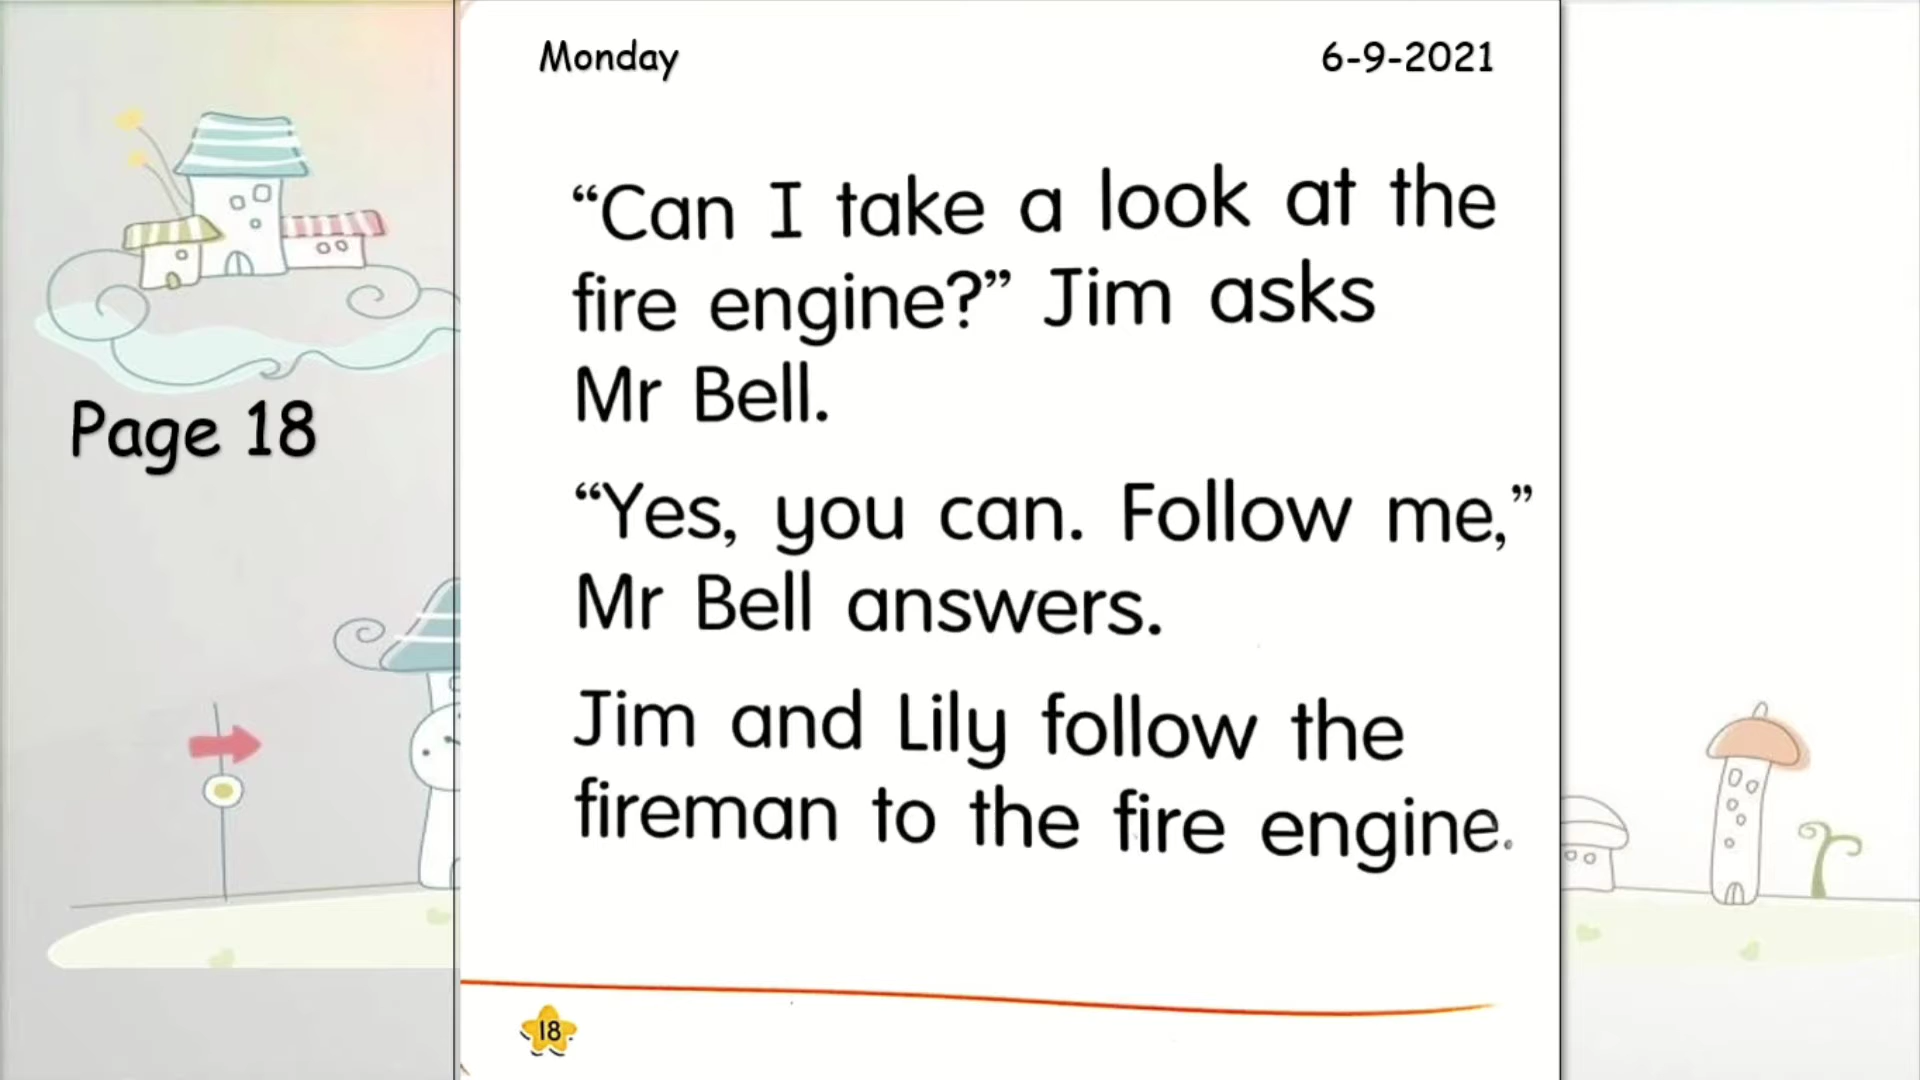 Monday 6-9-2021
“Can I take a look at the
fire engine?” Jim asks
Mr Bell.
Page 18
“Yes, you can. Follow me,”
Mr Bell answers.
Jim and Lily follow the
fireman to the fire engine.
18